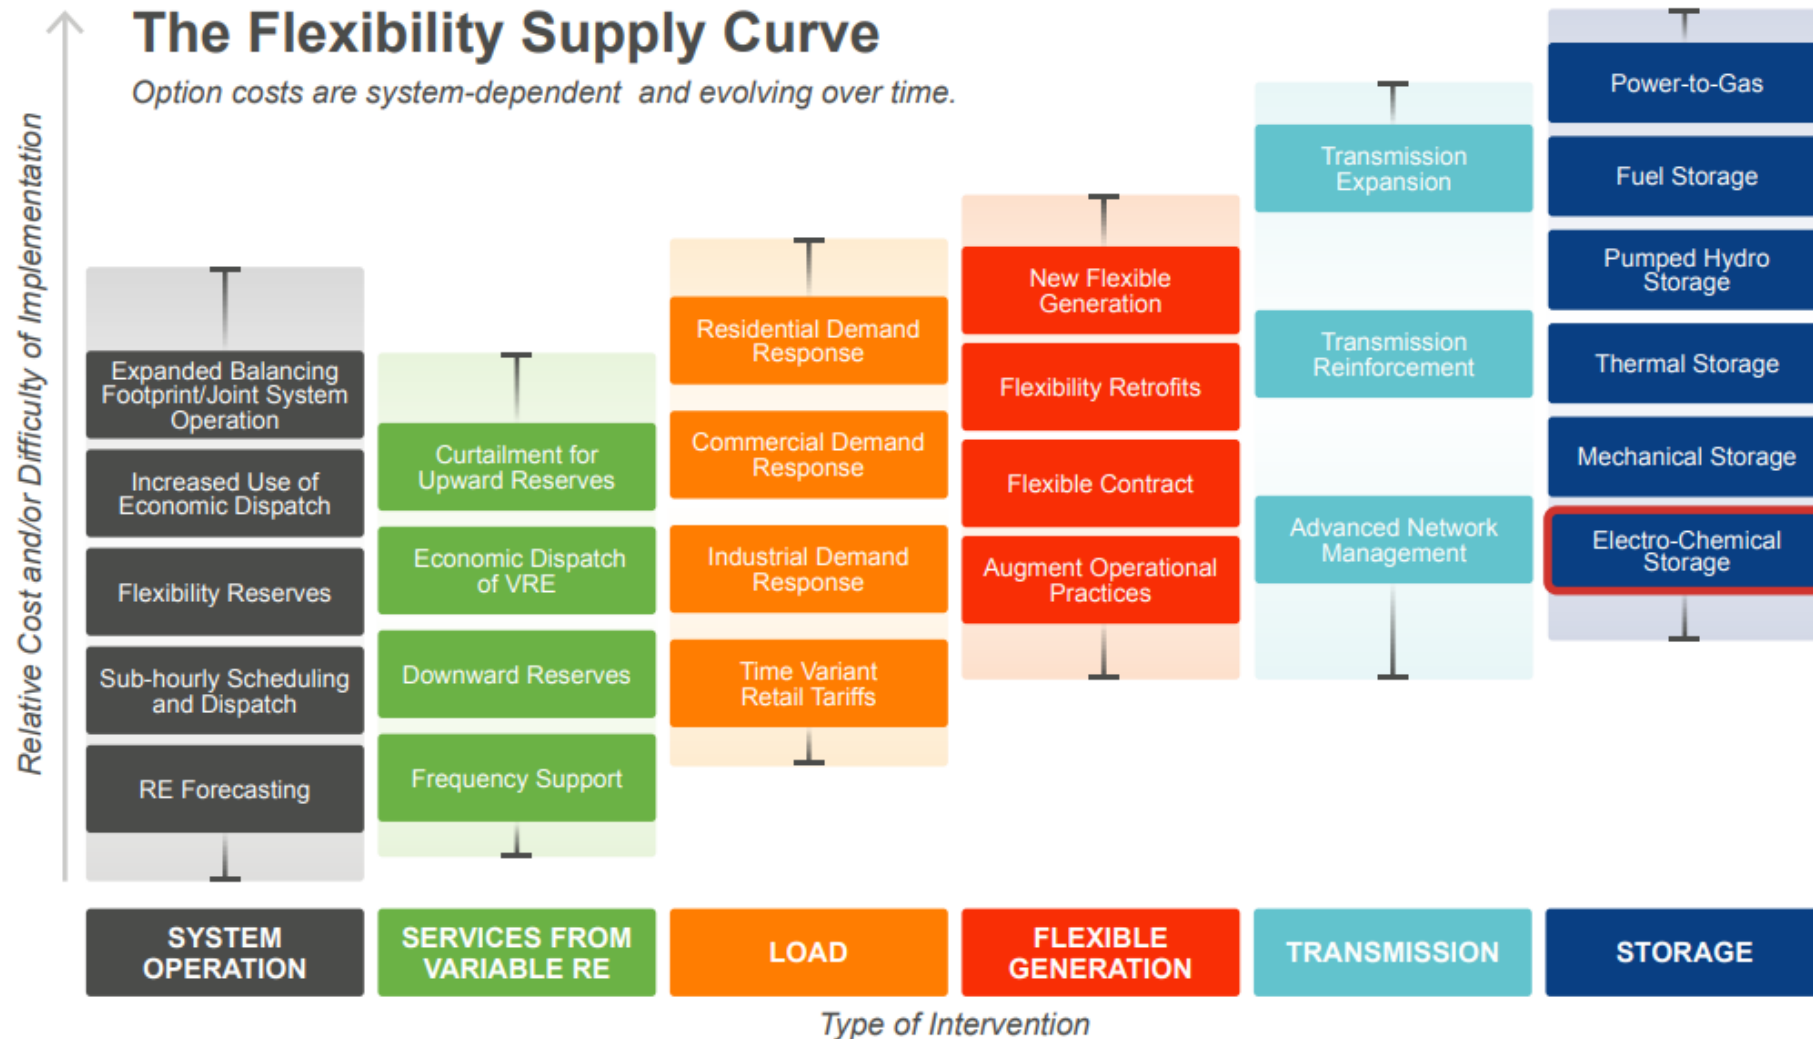 The Flexibility Supply Curve
Option costs are system-dependent and evolving over time.
Relative Cost and/or Difficulty of Implementation
Expanded Balancing
Footprint/Joint System
Operation
Increased Use of
Economic Dispatch
Flexibility Reserves
Sub-hourly Scheduling
and Dispatch
RE Forecasting
SYSTEM
OPERATION
Curtailment for
Upward Reserves
Economic Dispatch
of VRE
Downward Reserves
Frequency Support
SERVICES FROM
VARIABLE RE
Residential Demand
Response
Commercial Demand
Response
Industrial Demand
Response
Time Variant
Retail Tariffs
LOAD
New Flexible
Generation
Flexibility Retrofits
Flexible Contract
Augment Operational
Practices
FLEXIBLE
GENERATION
Transmission
Expansion
Transmission
Reinforcement
Advanced Network
Management
TRANSMISSION
Power-to-Gas
Fuel Storage
Pumped Hydro
Storage
Thermal Storage
Mechanical Storage
Electro-Chemical
Storage
STORAGE
Type of Intervention